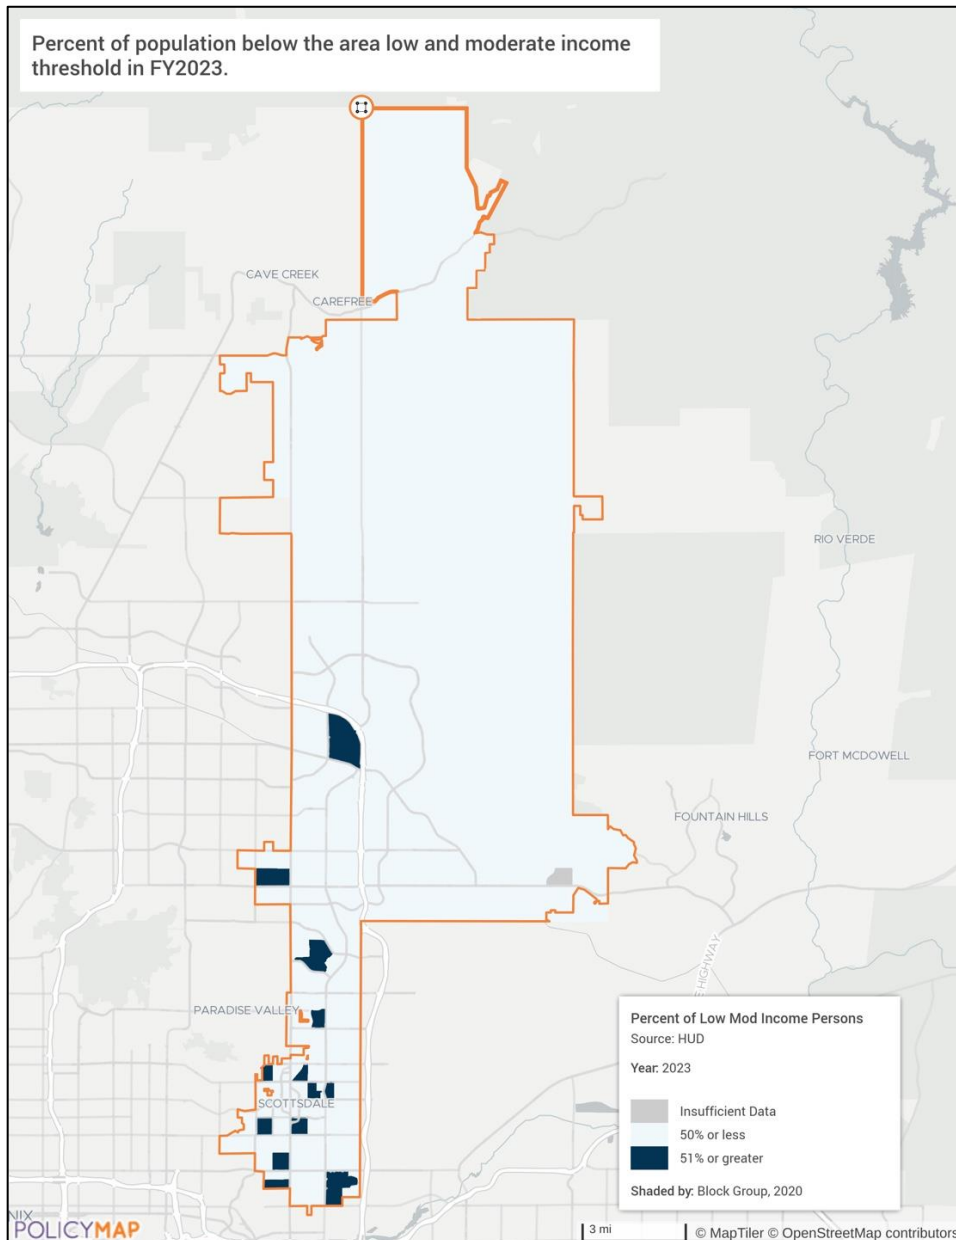 Percent of population below the area low and moderate income
threshold in FY2023.
CAVE CREEK
CAREFREE
RIO VERDE
FORT MCDOWELL
FOUNTAIN HILLS
PARADISE VALLEY
SCOTTSDALE
EHIGHWAY
Percent of Low Mod Income Persons
Source: HUD
Year: 2023
Insufficient Data
50% or less
51% or greater
Shaded by: Block Group, 2020
NIX
POLICYMAP
3 mi
© MapTiler © OpenStreetMap contributors